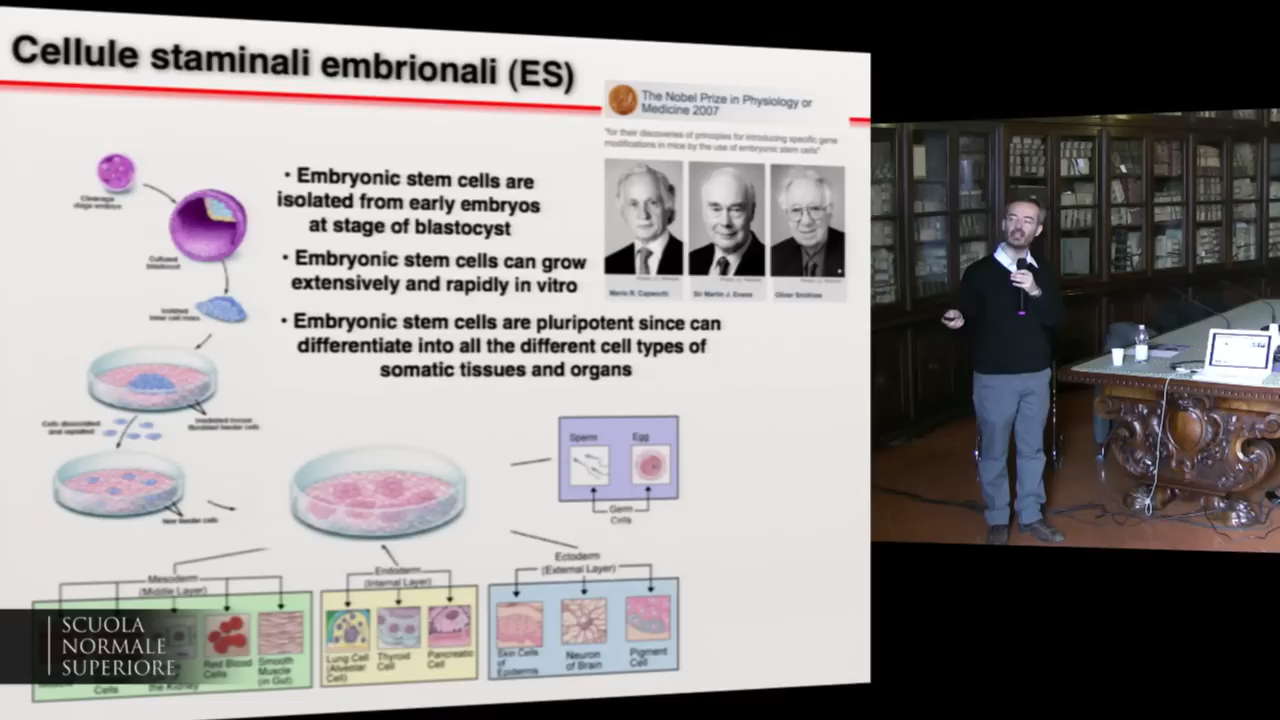 Cellule staminali embrionali (ES)
The Nobel Prize in Physiology or
Medicine 2007
"for their discoveries of principles for introducing specific gene
modifications in mice by the use of embryonic stem cells"
Mario R. Capecchi
Sir Martin J. Evans
Oliver Smithies
• Embryonic stem cells are
isolated from early embryos
at stage of blastocyst
• Embryonic stem cells can grow
extensively and rapidly in vitro
• Embryonic stem cells are pluripotent since can
differentiate into all the different cell types of
somatic tissues and organs
Cleavage
stage embryo
Cultured
blastocyst
Isolated
inner cell mass
Cells dissociated
and replated
Irradiated mouse
fibroblast feeder cells
New feeder cells
Sperm
Egg
Germ
Cells
Mesoderm
(Middle Layer)
Endoderm
(Internal Layer)
Ectoderm
(External Layer)
Cells
the Kidney
Red Blood
Cells
Smooth
Muscle
(in Gut)
Lung Cell
(Alveolar
Cell)
Thyroid
Cell
Pancreatic
Cell
Skin Cells
of
Epidermis
Neuron
of Brain
Pigment
Cell
SCUOLA
NORMALE
SUPERIORE